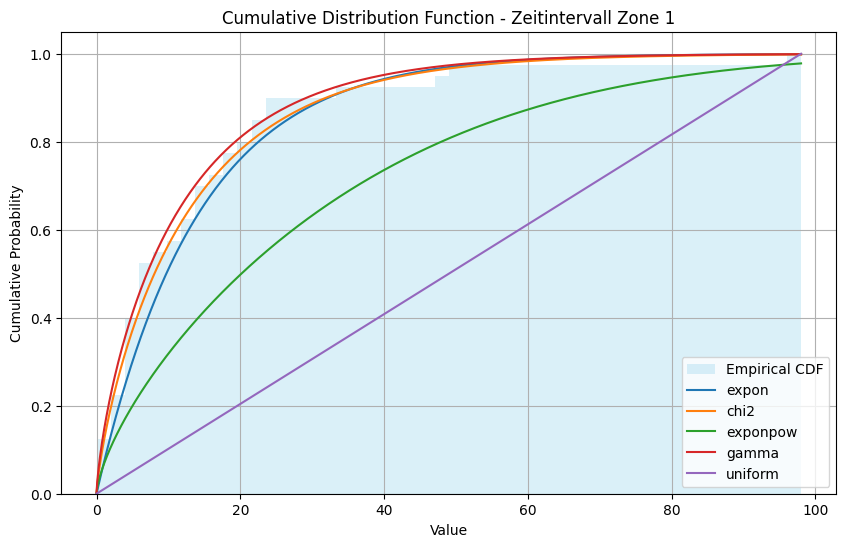 Cumulative Distribution Function - Zeitintervall Zone 1
1.0
0.8
0.6
0.4
0.2
0.0
Cumulative Probability
0
20
40
60
80
100
Value
Empirical CDF
expon
chi2
exponpow
gamma
uniform